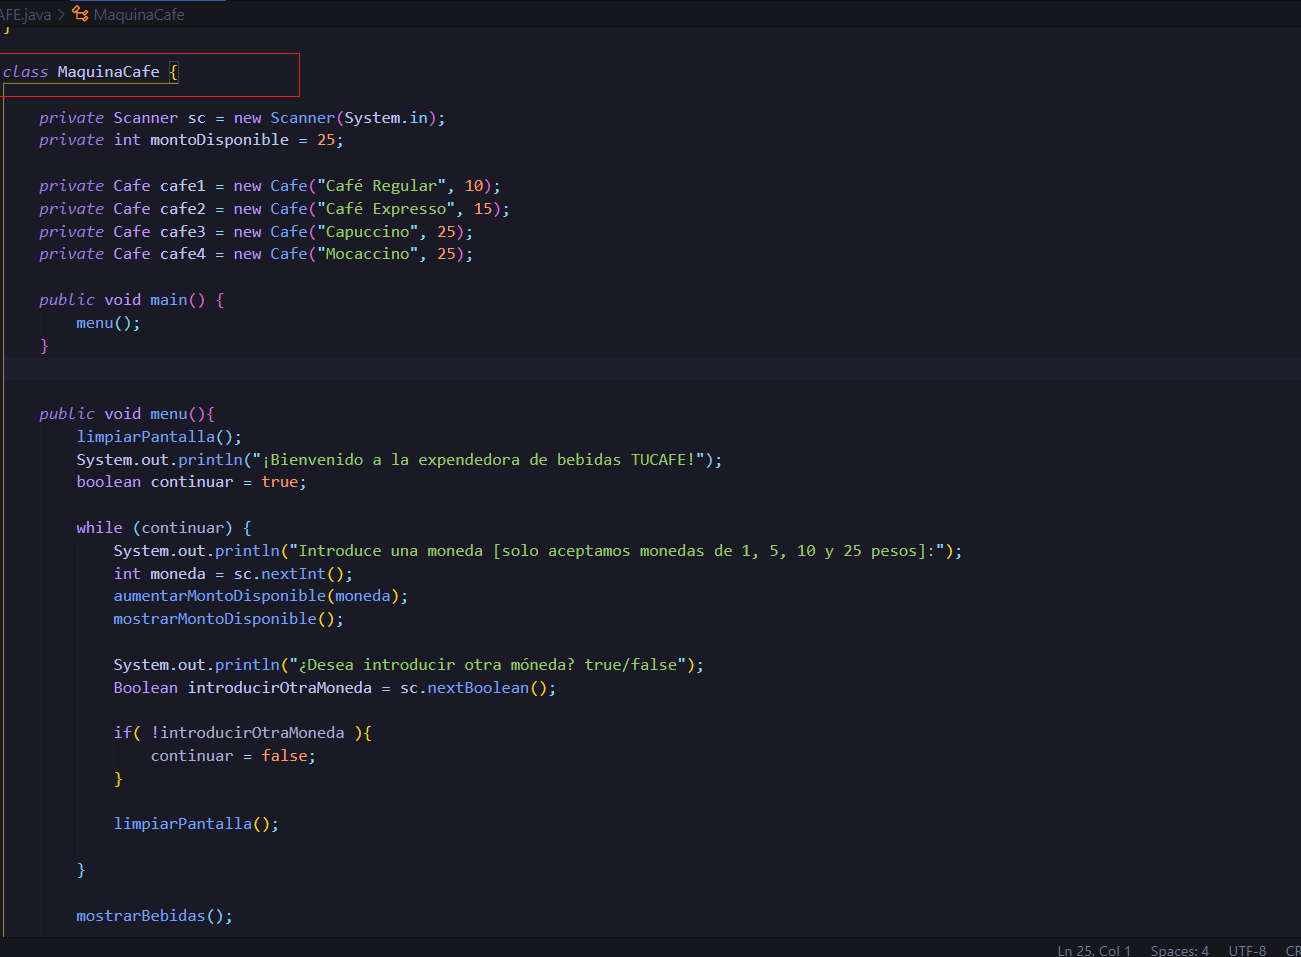 AFE.java > MaquinaCafe
}
class MaquinaCafe {
private Scanner sc = new Scanner(System.in);
private int montoDisponible = 25;
private Cafe cafe1 = new Cafe("Café Regular", 10);
private Cafe cafe2 = new Cafe("Café Expresso", 15);
private Cafe cafe3 = new Cafe("Capuccino", 25);
private Cafe cafe4 = new Cafe("Mocaccino", 25);
public void main() {
menu();
}
public void menu(){
limpiarPantalla();
System.out.println("¡Bienvenido a la expendedora de bebidas TUCAFE!");
boolean continuar = true;
while (continuar) {
System.out.println("Introduce una moneda [solo aceptamos monedas de 1, 5, 10 y 25 pesos]:");
int moneda = sc.nextInt();
aumentarMontoDisponible(moneda);
mostrarMontoDisponible();
System.out.println("¿Desea introducir otra móneda? true/false");
Boolean introducirOtraMoneda = sc.nextBoolean();
if( !introducirOtraMoneda ){
continuar = false;
}
limpiarPantalla();
}
mostrarBebidas();
Ln 25, Col 1 Spaces: 4 UTF-8 CR